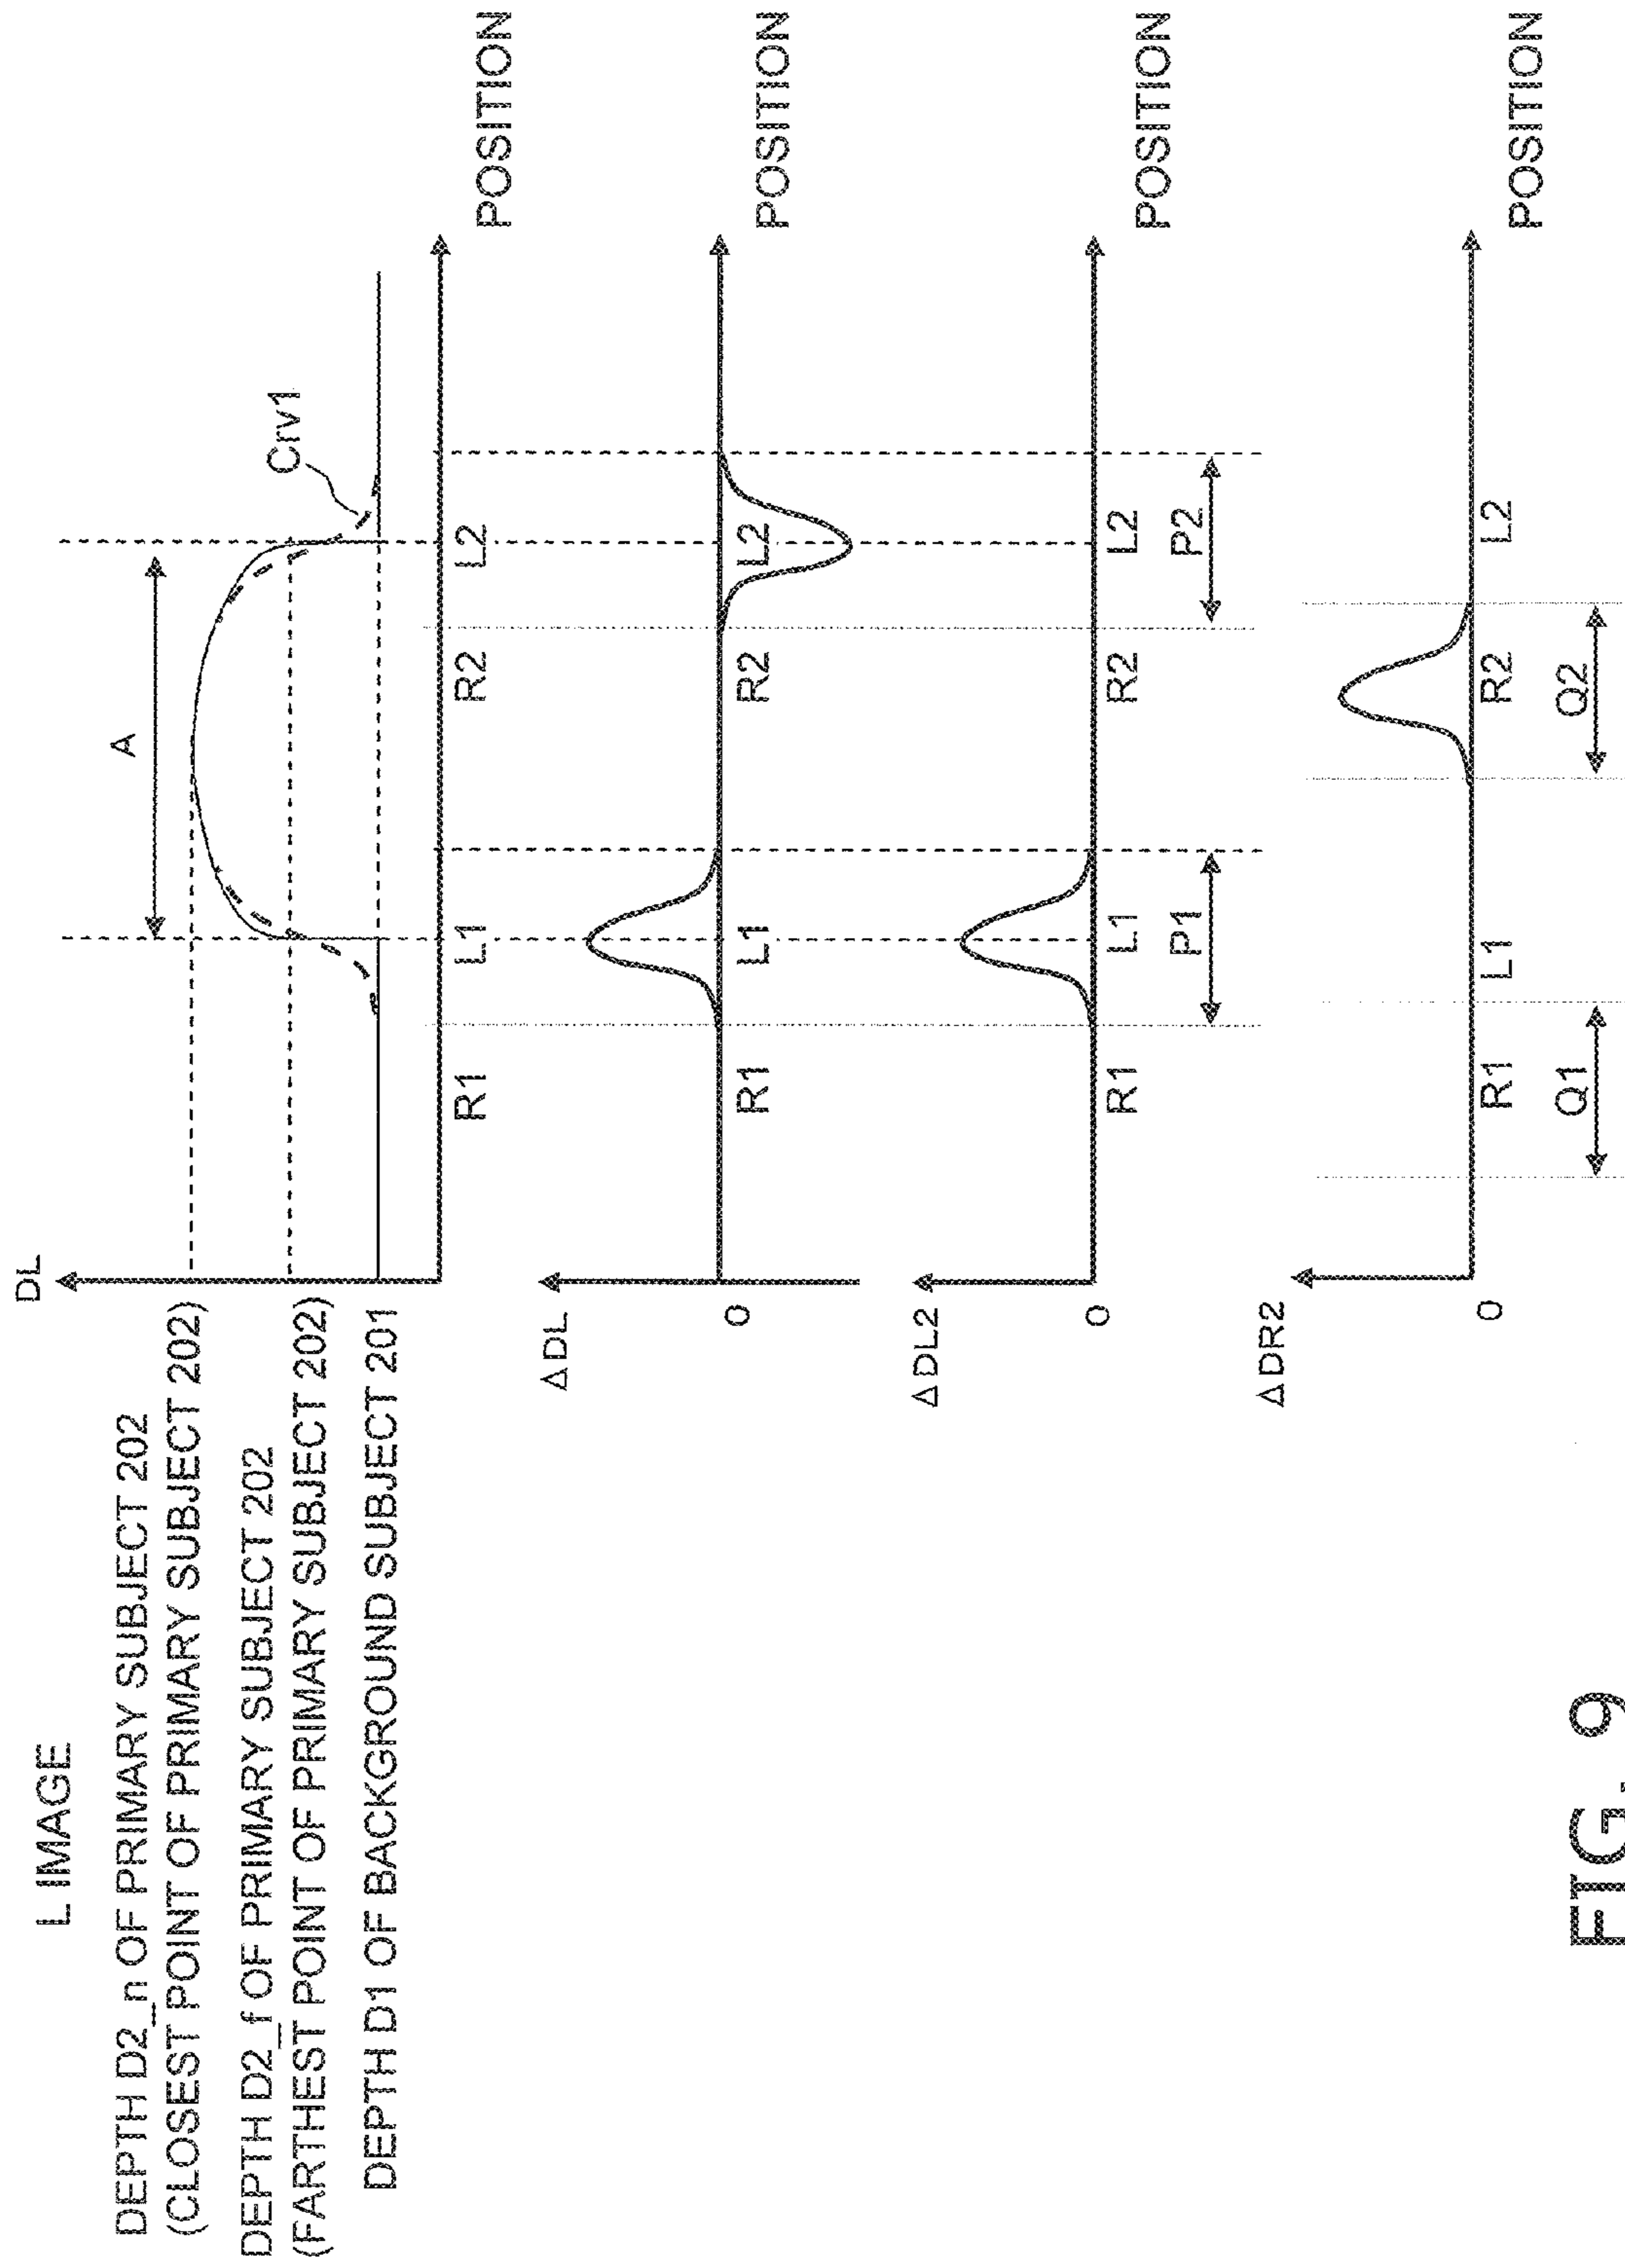 L IMAGE
DL
DEPTH D2_n OF PRIMARY SUBJECT 202
(CLOSEST POINT OF PRIMARY SUBJECT 202)
DEPTH D2_f OF PRIMARY SUBJECT 202
(FARTHEST POINT OF PRIMARY SUBJECT 202)
DEPTH D1 OF BACKGROUND SUBJECT 201
A
Crv1
R1 L1 R2 L2 POSITION
ΔDL
0 R1 L1 R2 L2 POSITION
ΔDL2
0 R1 L1 R2 L2 POSITION
P1 P2
ΔDR2
0 R1 L1 R2 L2 POSITION
Q1 Q2
FIG. 9